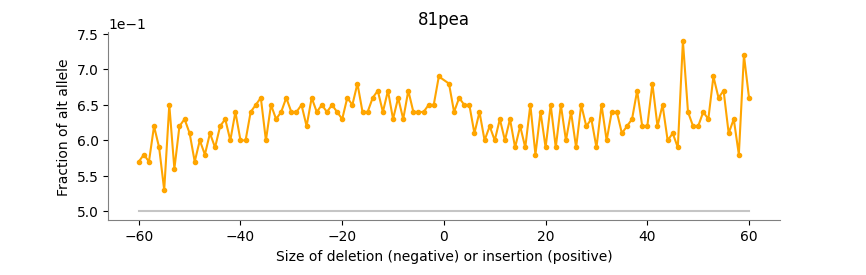 81pea
1e−1
7.5
7.0
6.5
6.0
5.5
5.0
Fraction of alt allele
−60 −40 −20 0 20 40 60
Size of deletion (negative) or insertion (positive)